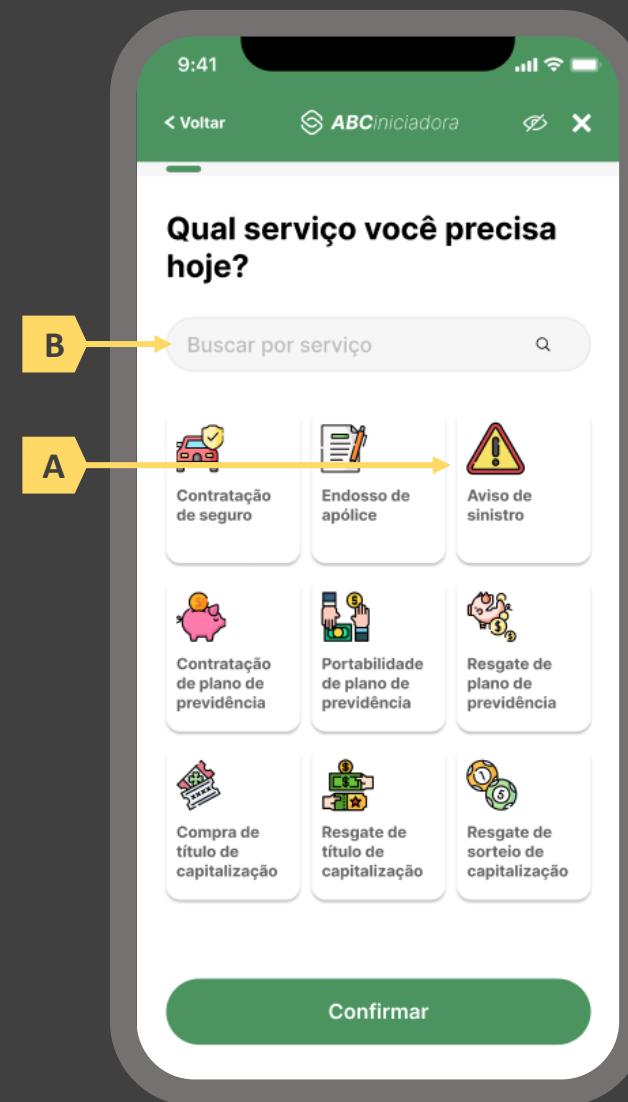 9:41
< Voltar
ABCiniciadora
Qual serviço você precisa
hoje?
B
Buscar por serviço
A
Contratação
de seguro
Endosso de
apólice
Aviso de
sinistro
Contratação
de plano de
previdência
Portabilidade
de plano de
previdência
Resgate de
plano de
previdência
Compra de
título de
capitalização
Resgate de
título de
capitalização
Resgate de
sorteio de
capitalização
Confirmar